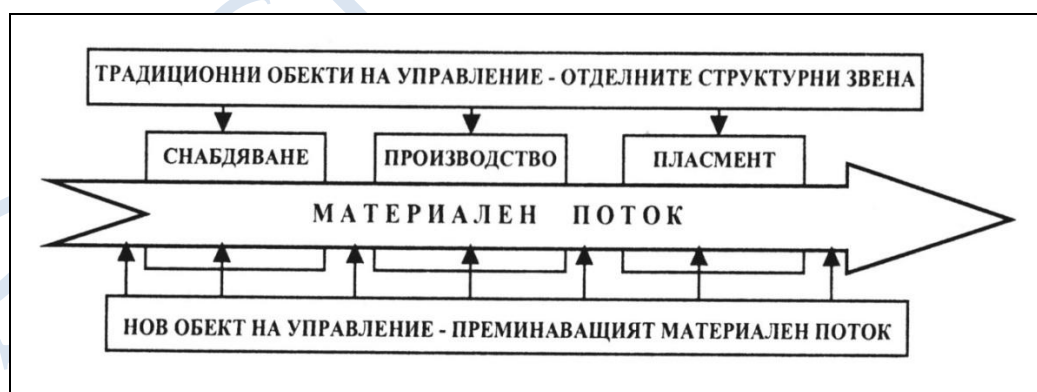 ТРАДИЦИОННИ ОБЕКТИ НА УПРАВЛЕНИЕ - ОТДЕЛНИТЕ СТРУКТУРНИ ЗВЕНА
СНАБДЯВАНЕ ПРОИЗВОДСТВО ПЛАСМЕНТ
МАТЕРИАЛЕН ПОТОК
НОВ ОБЕКТ НА УПРАВЛЕНИЕ - ПРЕМИНАВАЩИЯТ МАТЕРИАЛЕН ПОТОК